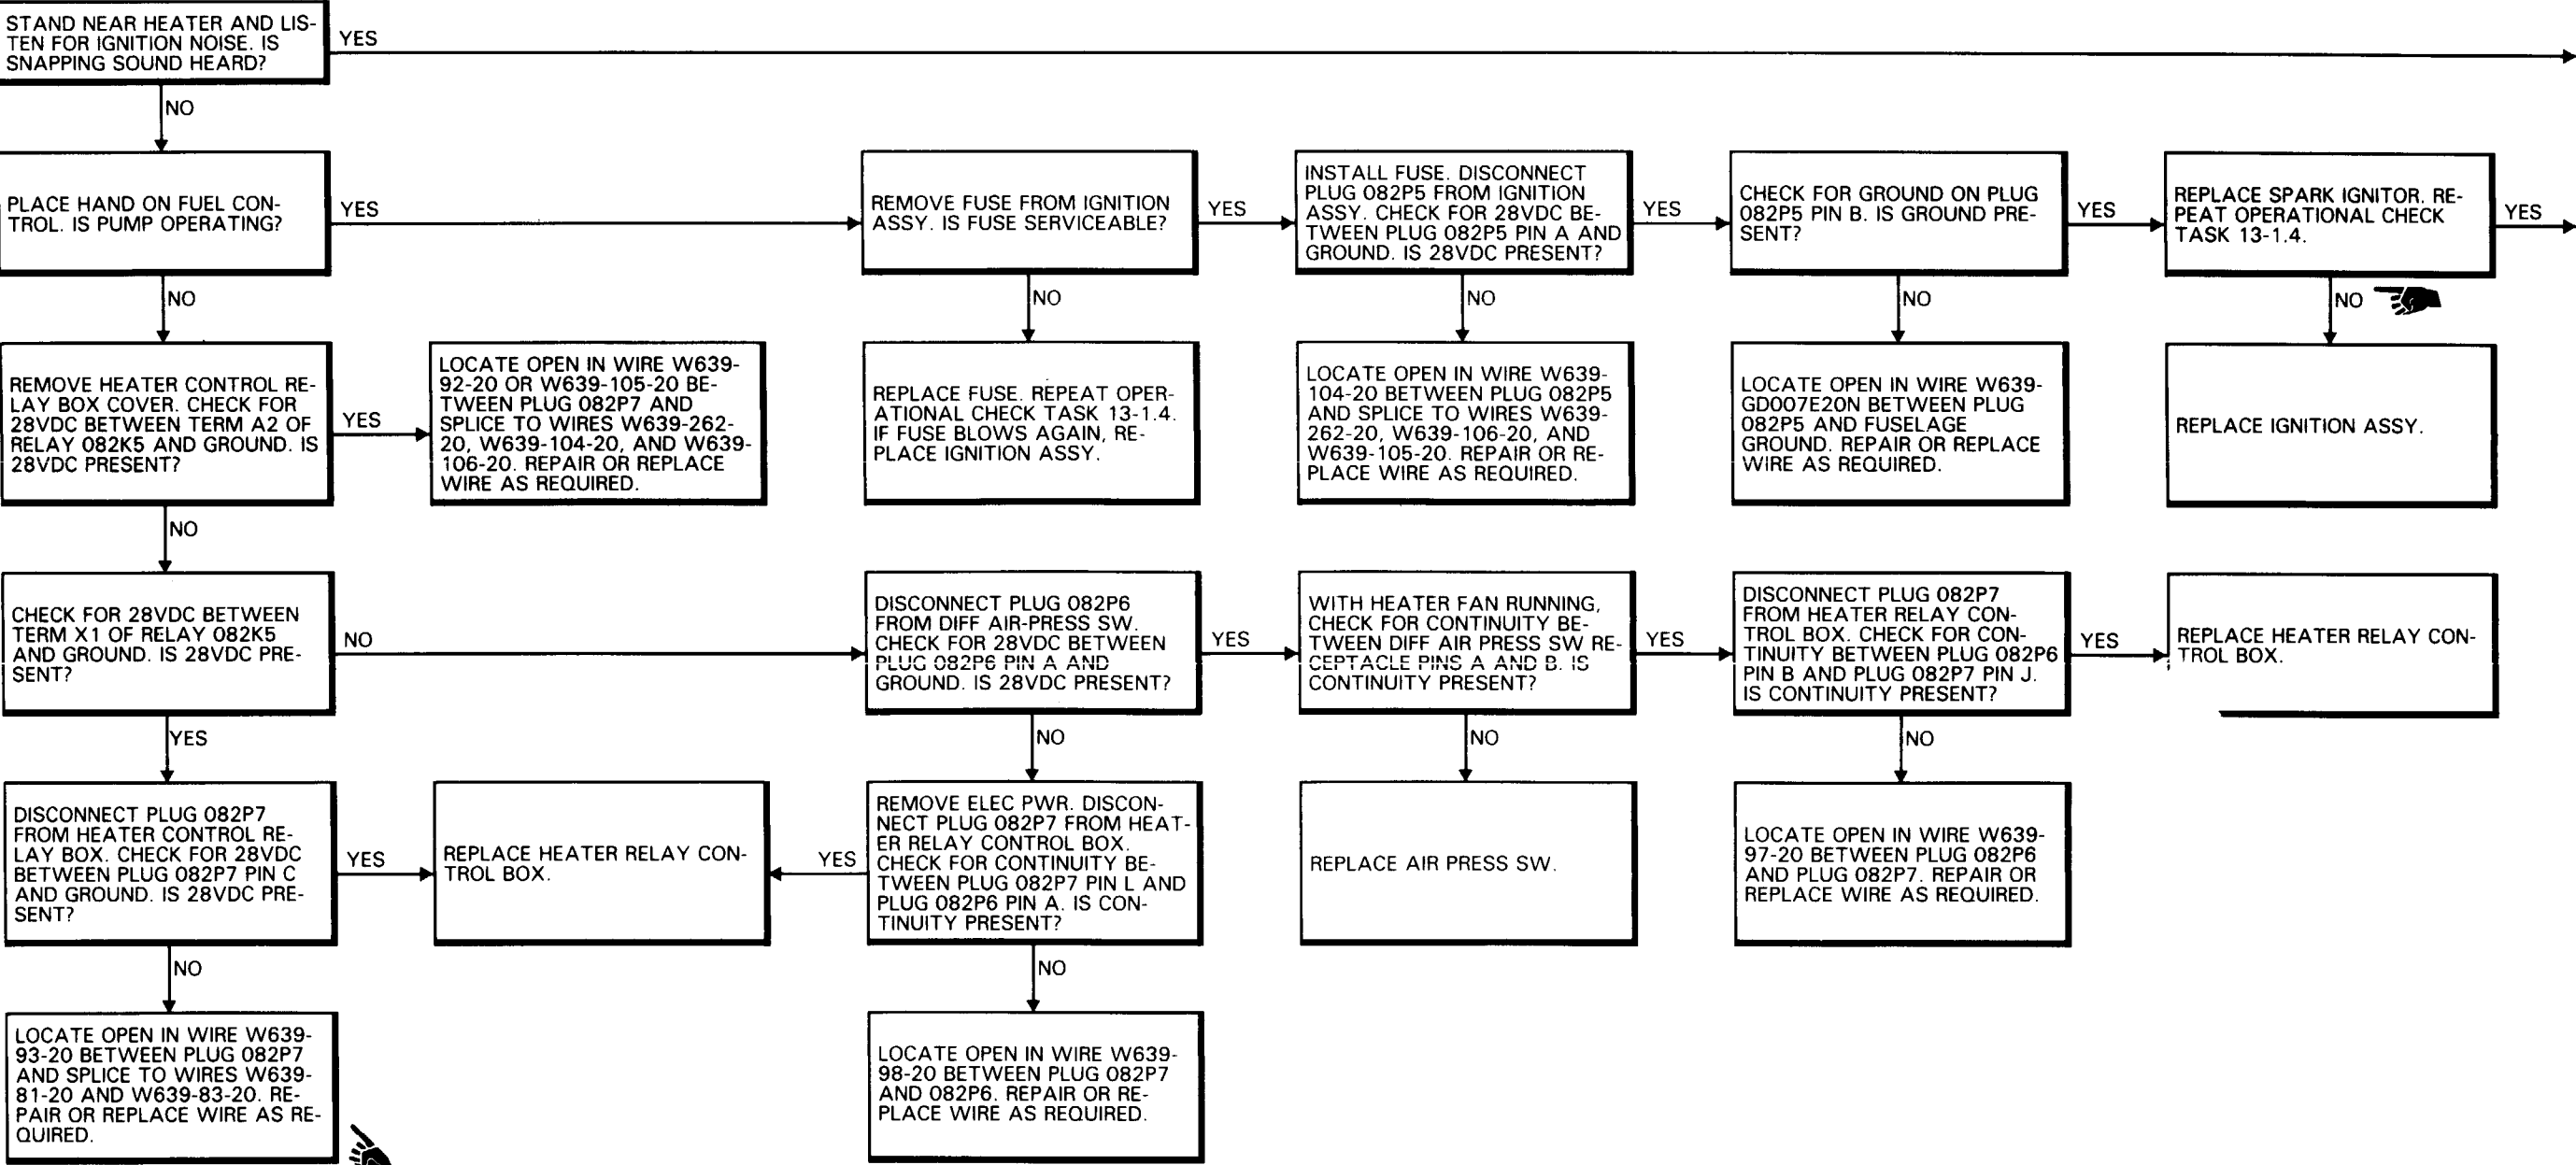 STAND NEAR HEATER AND LIS-
TEN FOR IGNITION NOISE. IS
SNAPPING SOUND HEARD?
YES
NO
PLACE HAND ON FUEL CON-
TROL. IS PUMP OPERATING?
YES
REMOVE FUSE FROM IGNITION
ASSY. IS FUSE SERVICEABLE?
YES
INSTALL FUSE. DISCONNECT
PLUG 082P5 FROM IGNITION
ASSY. CHECK FOR 28VDC BE-
TWEEN PLUG 082P5 PIN A AND
GROUND. IS 28VDC PRESENT?
YES
CHECK FOR GROUND ON PLUG
082P5 PIN B. IS GROUND PRE-
SENT?
YES
REPLACE SPARK IGNITOR. RE-
PEAT OPERATIONAL CHECK
TASK 13-1.4.
YES
NO
NO
NO
NO
NO
REMOVE HEATER CONTROL RE-
LAY BOX COVER. CHECK FOR
28VDC BETWEEN TERM A2 OF
RELAY 082K5 AND GROUND. IS
28VDC PRESENT?
YES
LOCATE OPEN IN WIRE W639-
92-20 OR W639-105-20 BE-
TWEEN PLUG 082P7 AND
SPLICE TO WIRES W639-262-
20, W639-104-20, AND W639-
106-20. REPAIR OR REPLACE
WIRE AS REQUIRED.
REPLACE FUSE. REPEAT OPER-
ATIONAL CHECK TASK 13-1.4.
IF FUSE BLOWS AGAIN, RE-
PLACE IGNITION ASSY.
LOCATE OPEN IN WIRE W639-
104-20 BETWEEN PLUG 082P5
AND SPLICE TO WIRES W639-
262-20, W639-106-20, AND
W639-105-20. REPAIR OR RE-
PLACE WIRE AS REQUIRED.
LOCATE OPEN IN WIRE W639-
GD007E20N BETWEEN PLUG
082P5 AND FUSELAGE
GROUND. REPAIR OR REPLACE
WIRE AS REQUIRED.
REPLACE IGNITION ASSY.
NO
CHECK FOR 28VDC BETWEEN
TERM X1 OF RELAY 082K5
AND GROUND. IS 28VDC PRE-
SENT?
NO
DISCONNECT PLUG 082P6
FROM DIFF AIR-PRESS SW.
CHECK FOR 28VDC BETWEEN
PLUG 082P6 PIN A AND
GROUND. IS 28VDC PRESENT?
YES
WITH HEATER FAN RUNNING,
CHECK FOR CONTINUITY BE-
TWEEN DIFF AIR PRESS SW RE-
CEPTACLE PINS A AND B. IS
CONTINUITY PRESENT?
YES
DISCONNECT PLUG 082P7
FROM HEATER RELAY CON-
TROL BOX. CHECK FOR CON-
TINUITY BETWEEN PLUG 082P6
PIN B AND PLUG 082P7 PIN J.
IS CONTINUITY PRESENT?
YES
REPLACE HEATER RELAY CON-
TROL BOX.
YES
NO
NO
NO
DISCONNECT PLUG 082P7
FROM HEATER CONTROL RE-
LAY BOX. CHECK FOR 28VDC
BETWEEN PLUG 082P7 PIN C
AND GROUND. IS 28VDC PRE-
SENT?
YES
REPLACE HEATER RELAY CON-
TROL BOX.
YES
REMOVE ELEC PWR. DISCON-
NECT PLUG 082P7 FROM HEAT-
ER RELAY CONTROL BOX.
CHECK FOR CONTINUITY BE-
TWEEN PLUG 082P7 PIN L AND
PLUG 082P6 PIN A. IS CON-
TINUITY PRESENT?
REPLACE AIR PRESS SW.
LOCATE OPEN IN WIRE W639-
97-20 BETWEEN PLUG 082P6
AND PLUG 082P7. REPAIR OR
REPLACE WIRE AS REQUIRED.
NO
NO
LOCATE OPEN IN WIRE W639-
93-20 BETWEEN PLUG 082P7
AND SPLICE TO WIRES W639-
81-20 AND W639-83-20. RE-
PAIR OR REPLACE WIRE AS RE-
QUIRED.
LOCATE OPEN IN WIRE W639-
98-20 BETWEEN PLUG 082P7
AND 082P6. REPAIR OR RE-
PLACE WIRE AS REQUIRED.